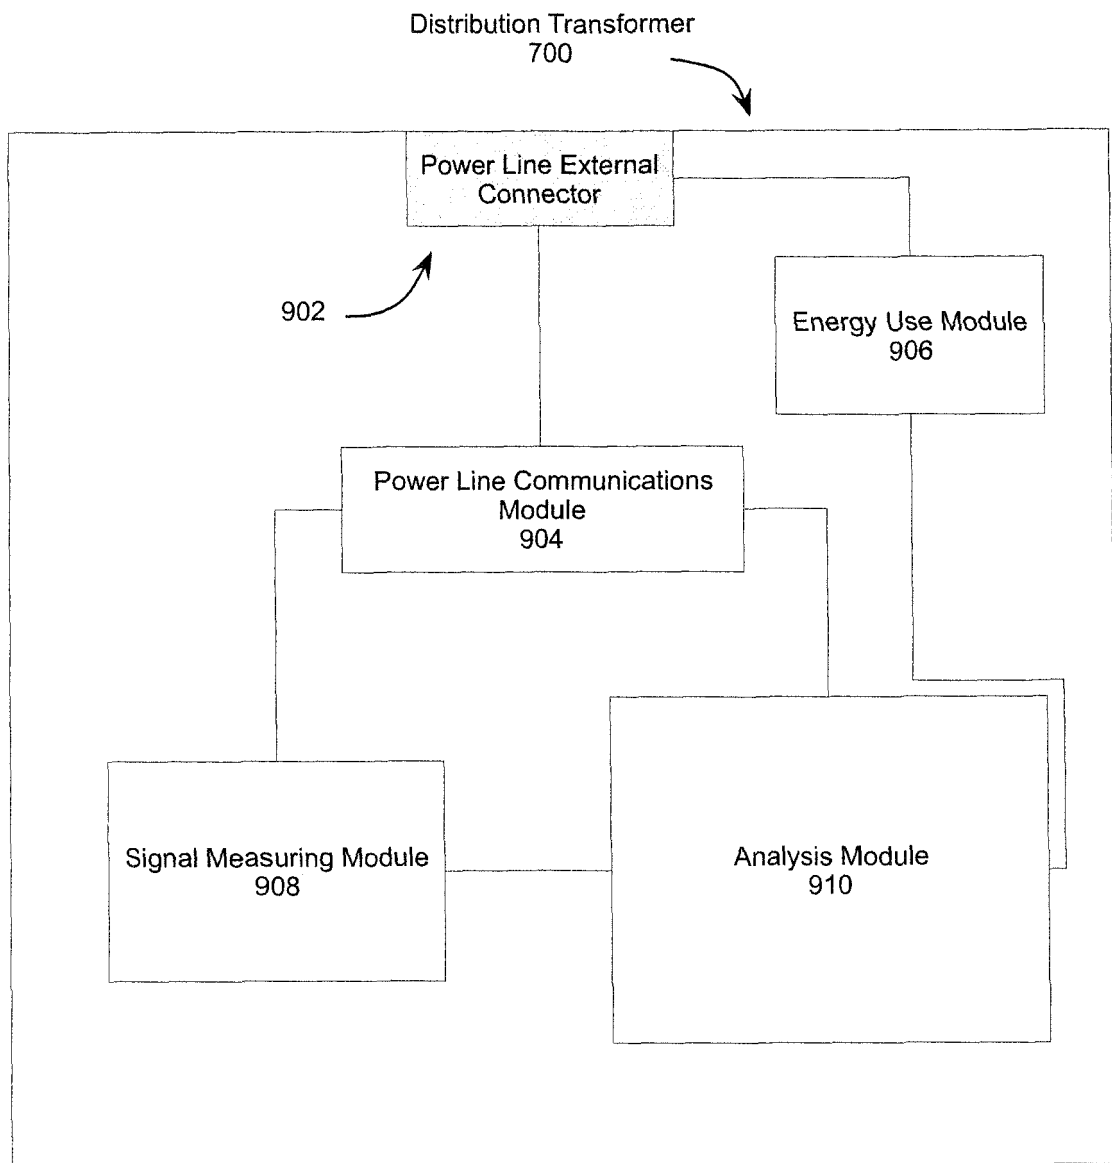 Distribution Transformer
700
Power Line External
Connector
902
Energy Use Module
906
Power Line Communications
Module
904
Signal Measuring Module
908
Analysis Module
910